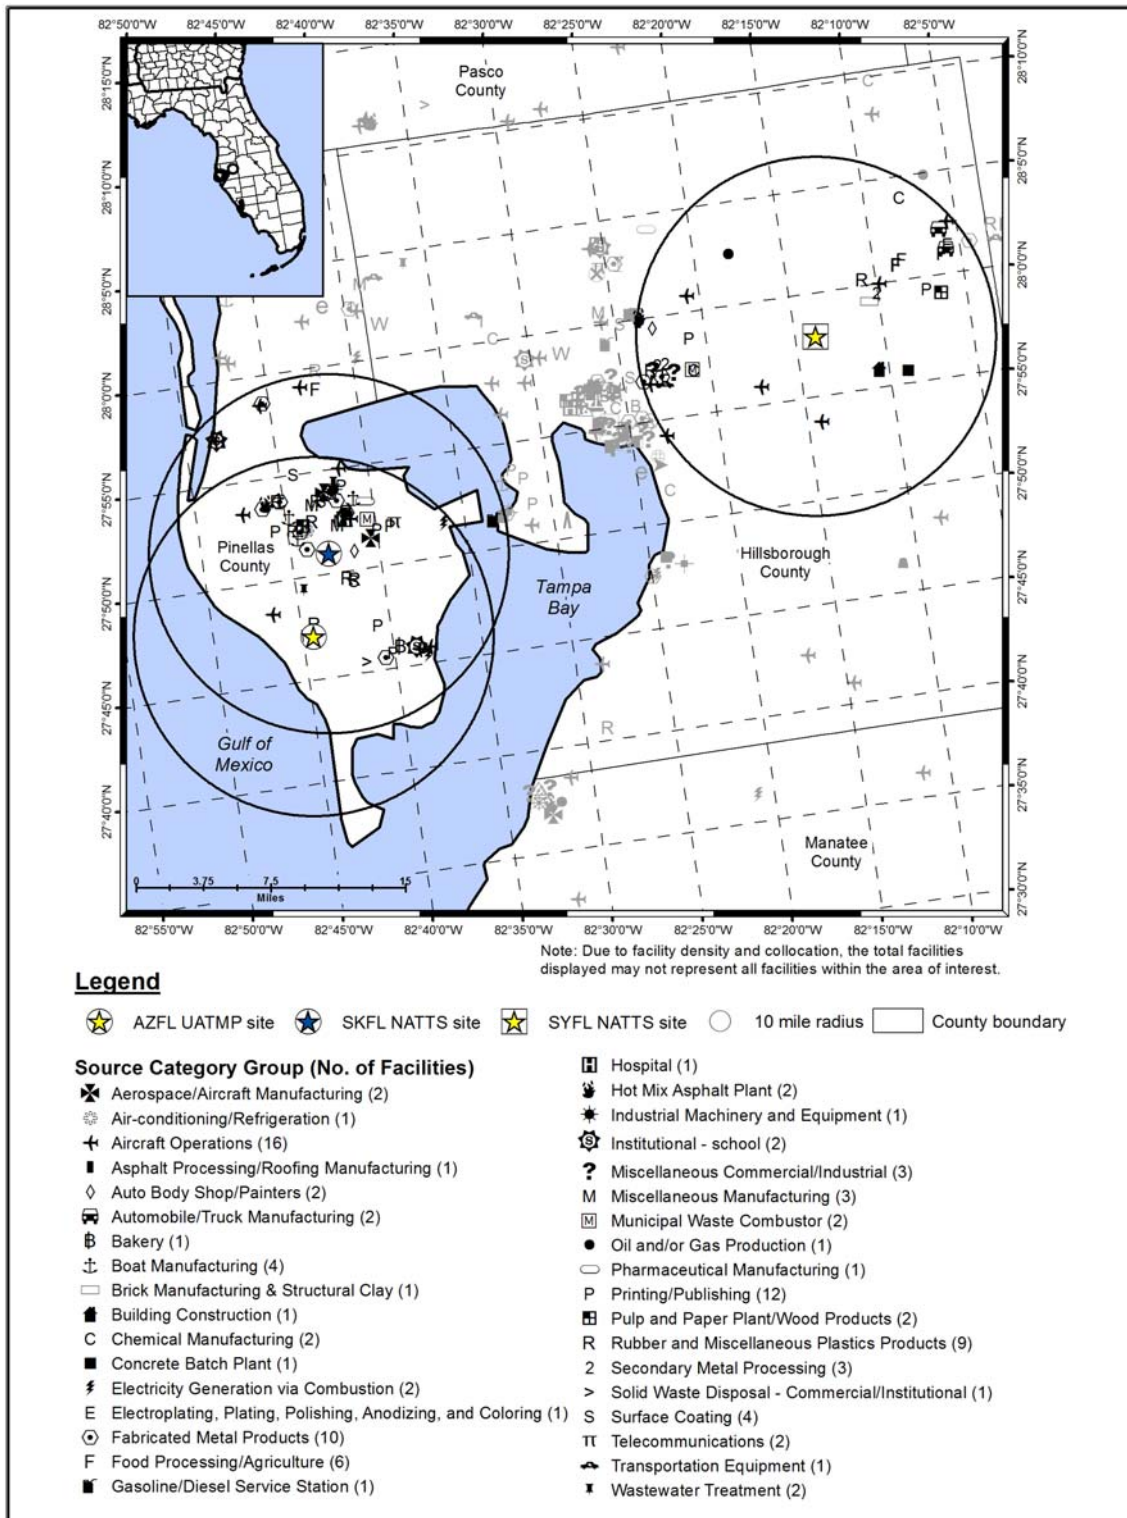 82°50'0"W 82°45'0"W 82°40'0"W 82°35'0"W 82°30'0"W 82°25'0"W 82°20'0"W 82°15'0"W 82°10'0"W 82°5'0"W
28°15'0"N
28°10'0"N
28°5'0"N
28°0'0"N
27°55'0"N
27°50'0"N
27°45'0"N
27°40'0"N
28°10'0"N
28°5'0"N
28°0'0"N
27°55'0"N
27°50'0"N
27°45'0"N
27°40'0"N
27°35'0"N
27°30'0"N
Pasco
County
Pinellas
County
Hillsborough
County
Tampa
Bay
Gulf of
Mexico
Manatee
County
0 3.75 7.5 15
Miles
82°55'0"W 82°50'0"W 82°45'0"W 82°40'0"W 82°35'0"W 82°30'0"W 82°25'0"W 82°20'0"W 82°15'0"W 82°10'0"W
Note: Due to facility density and collocation, the total facilities
displayed may not represent all facilities within the area of interest.
Legend
AZFL UATMP site SKFL NATTS site SYFL NATTS site 10 mile radius County boundary
Source Category Group (No. of Facilities)
Aerospace/Aircraft Manufacturing (2)
Air-conditioning/Refrigeration (1)
Aircraft Operations (16)
Asphalt Processing/Roofing Manufacturing (1)
Auto Body Shop/Painters (2)
Automobile/Truck Manufacturing (2)
Bakery (1)
Boat Manufacturing (4)
Brick Manufacturing & Structural Clay (1)
Building Construction (1)
C Chemical Manufacturing (2)
Concrete Batch Plant (1)
Electricity Generation via Combustion (2)
E Electroplating, Plating, Polishing, Anodizing, and Coloring (1)
Fabricated Metal Products (10)
F Food Processing/Agriculture (6)
Gasoline/Diesel Service Station (1)
H Hospital (1)
Hot Mix Asphalt Plant (2)
Industrial Machinery and Equipment (1)
S Institutional - school (2)
? Miscellaneous Commercial/Industrial (3)
M Miscellaneous Manufacturing (3)
M Municipal Waste Combustor (2)
Oil and/or Gas Production (1)
Pharmaceutical Manufacturing (1)
P Printing/Publishing (12)
Pulp and Paper Plant/Wood Products (2)
R Rubber and Miscellaneous Plastics Products (9)
2 Secondary Metal Processing (3)
> Solid Waste Disposal - Commercial/Institutional (1)
S Surface Coating (4)
π Telecommunications (2)
Transportation Equipment (1)
Wastewater Treatment (2)